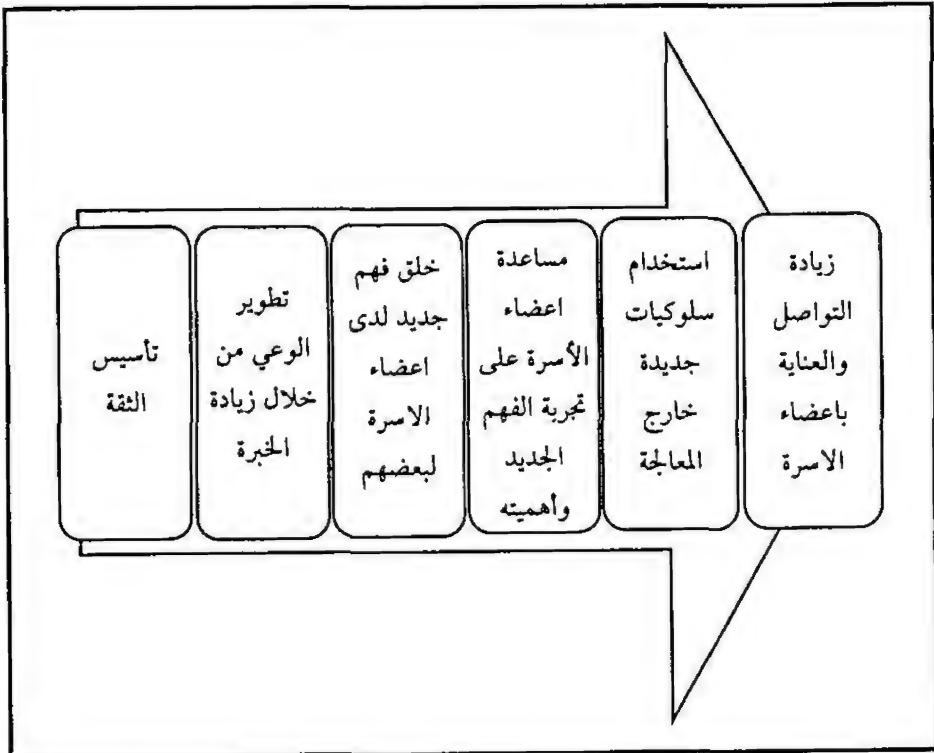 تأسيس
الثقة
تطوير
الوعي من
خلال زيادة
الخبرة
خلق فهم
جديد لدى
اعضاء
الاسرة
لبعضهم
مساعدة
اعضاء
الأسرة على
تجربة الفهم
الجديد
وأهميته
استخدام
سلوكيات
جديدة
خارج
المعالجة
زيادة
التواصل
والعناية
باعضاء
الاسرة